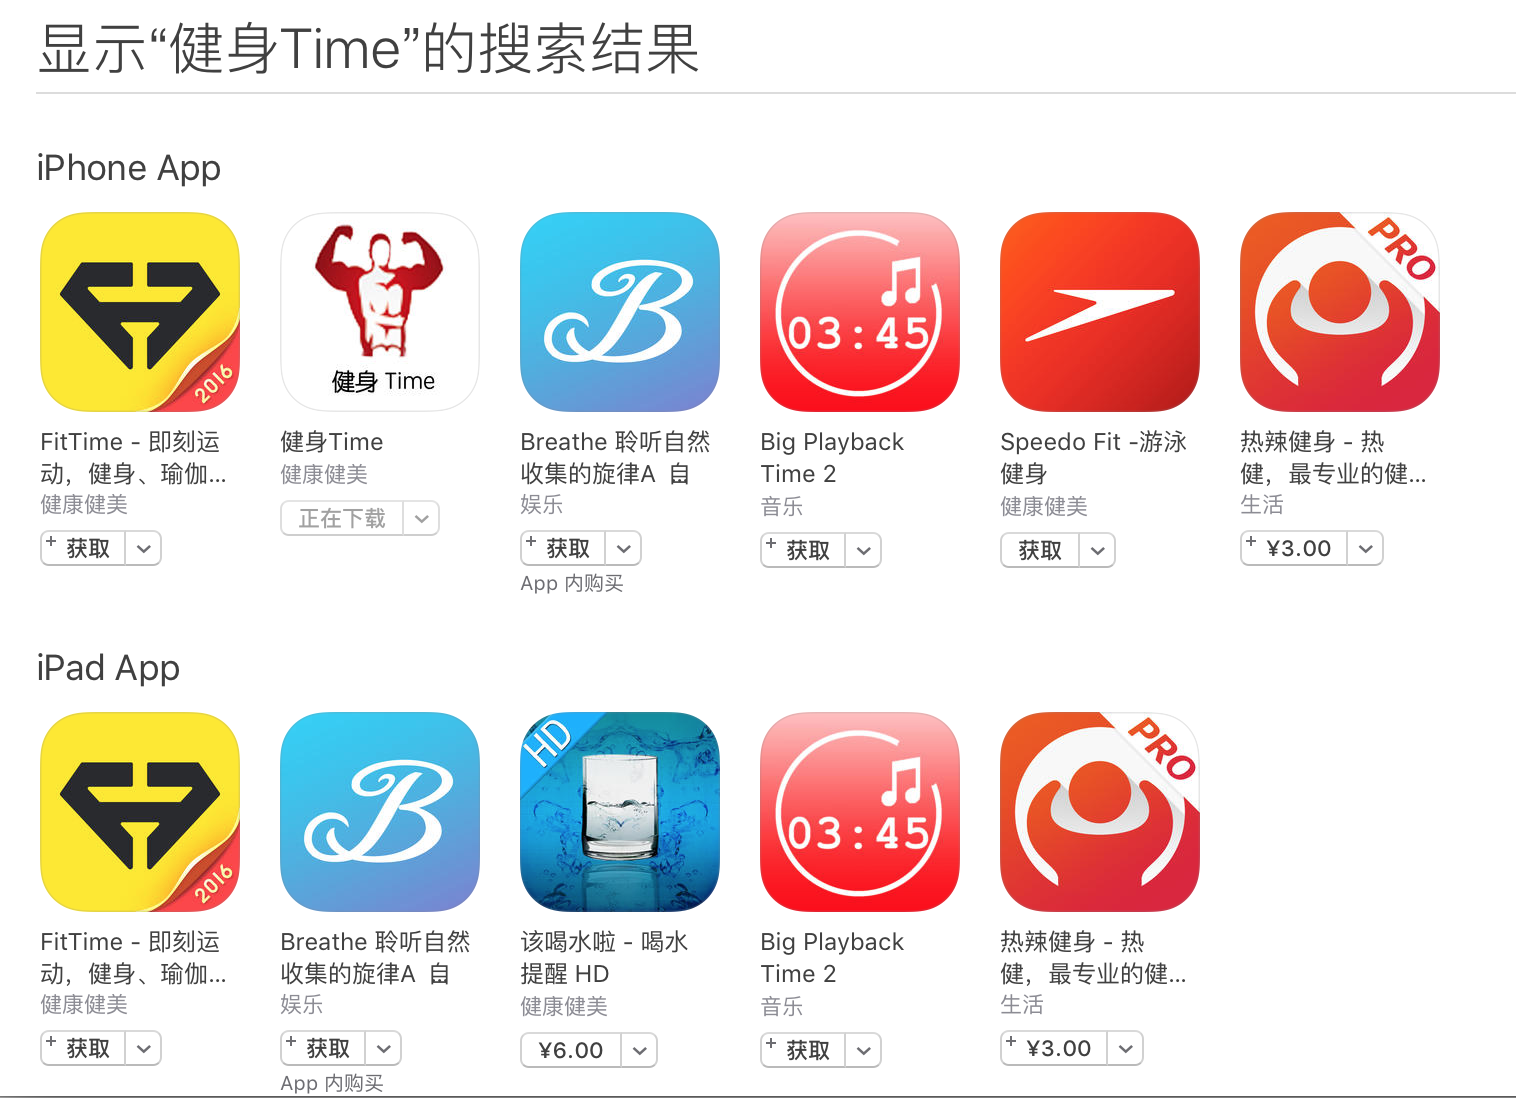 显示“健身Time”的搜索结果
iPhone App
2016
健身 Time
B
03:45
PRO
FitTime - 即刻运
动，健身、瑜伽...
健康健美
+ 获取
健身Time
健康健美
正在下载
Breathe 聆听自然
收集的旋律A 自
娱乐
+ 获取
App 内购买
Big Playback
Time 2
音乐
+ 获取
Speedo Fit -游泳
健身
健康健美
获取
热辣健身 - 热
健，最专业的健...
生活
+ ¥3.00
iPad App
2016
B
HD
03:45
PRO
FitTime - 即刻运
动，健身、瑜伽...
健康健美
+ 获取
Breathe 聆听自然
收集的旋律A 自
娱乐
+ 获取
App 内购买
该喝水啦 - 喝水
提醒 HD
健康健美
¥6.00
Big Playback
Time 2
音乐
+ 获取
热辣健身 - 热
健，最专业的健...
生活
+ ¥3.00